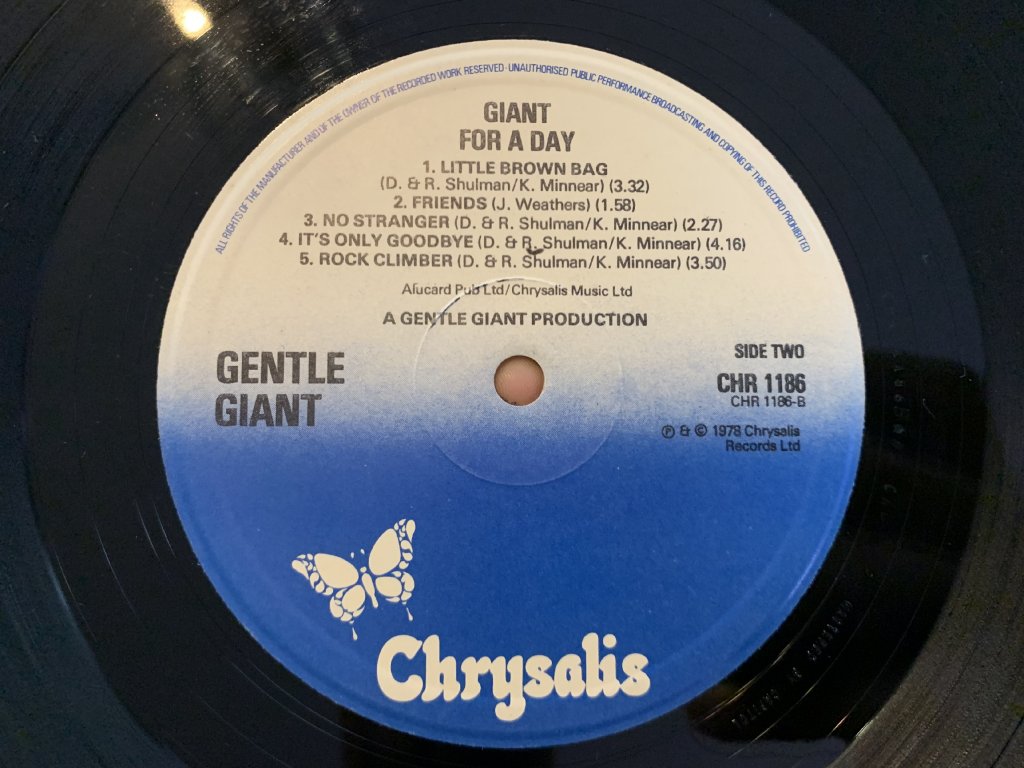 ALL RIGHTS OF THE MANUFACTURER AND OF THE OWNER OF THE RECORDED WORK RESERVED · UNAUTHORISED PUBLIC PERFORMANCE BROADCASTING AND COPYING OF THIS RECORD PROHIBITED
GIANT
FOR A DAY
1. LITTLE BROWN BAG
(D. & R. Shulman/K. Minnear) (3.32)
2. FRIENDS (J. Weathers) (1.58)
3. NO STRANGER (D. & R. Shulman/K. Minnear) (2.27)
4. IT'S ONLY GOODBYE (D. & R. Shulman/K. Minnear) (4.16)
5. ROCK CLIMBER (D. & R. Shulman/K. Minnear) (3.50)
Alucard Pub Ltd/Chrysalis Music Ltd
A GENTLE GIANT PRODUCTION
GENTLE
GIANT
SIDE TWO
CHR 1186
CHR 1186-B
Ⓟ & © 1978 Chrysalis
Records Ltd
Chrysalis